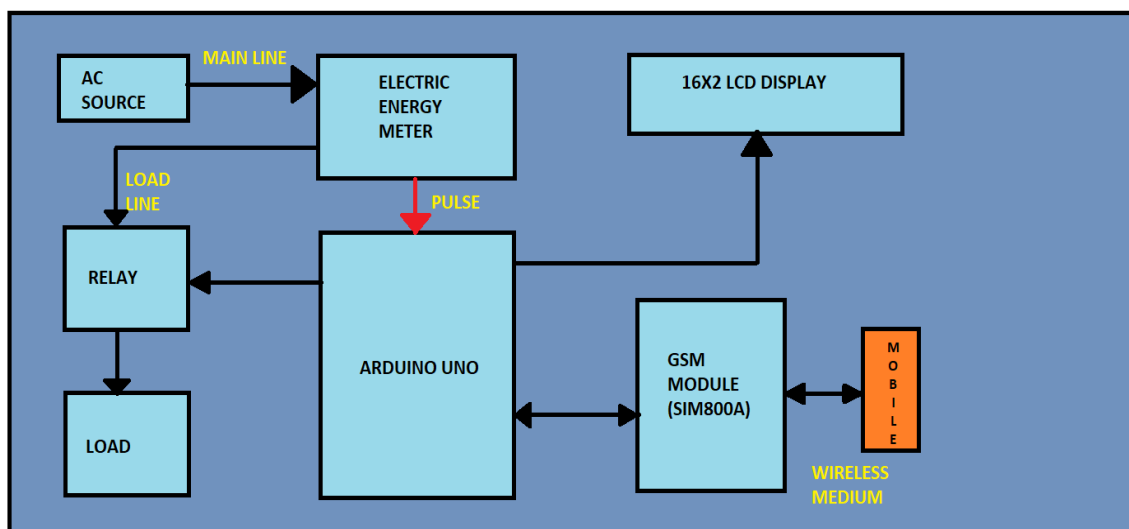 MAIN LINE
AC
SOURCE
ELECTRIC
ENERGY
METER
16X2 LCD DISPLAY
LOAD
LINE
PULSE
RELAY
ARDUINO UNO
GSM
MODULE
(SIM800A)
M
O
B
I
L
E
LOAD
WIRELESS
MEDIUM